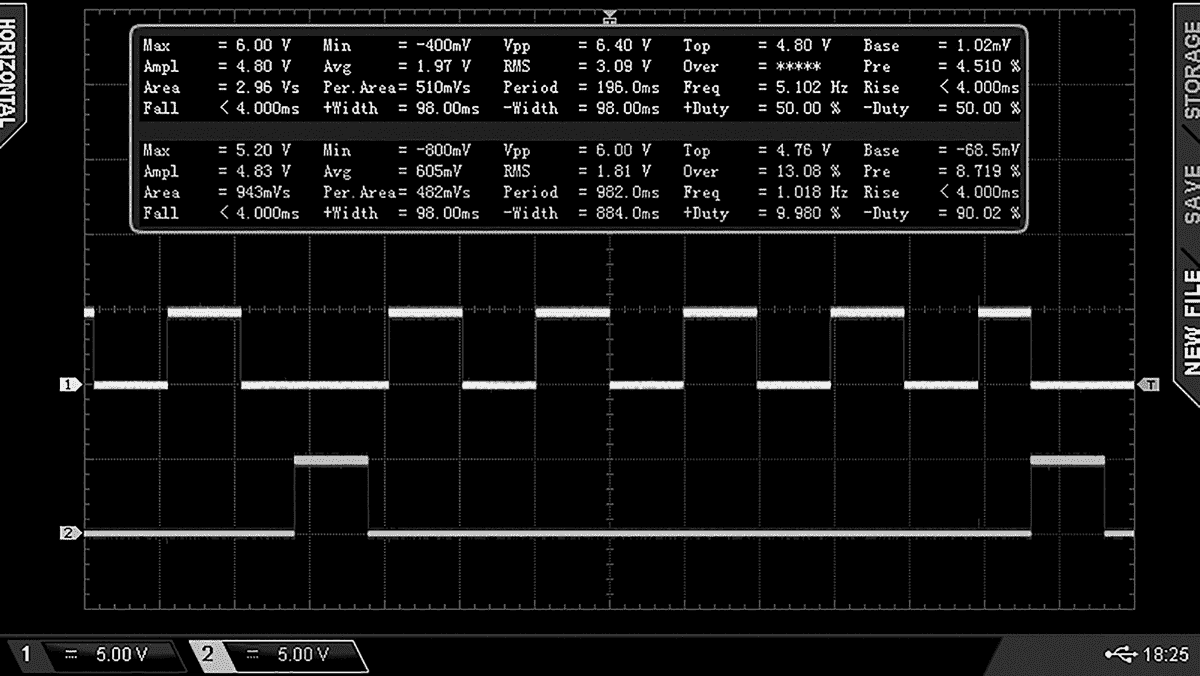 HORIZONTAL
Max = 6.00 V Min = -400mV Vpp = 6.40 V Top = 4.80 V Base = 1.02mV
Ampl = 4.80 V Avg = 1.97 V RMS = 3.09 V Over = ***** Pre = 4.510 %
Area = 2.96 Vs Per.Area= 510mVs Period = 196.0ms Freq = 5.102 Hz Rise < 4.000ms
Fall < 4.000ms +Width = 98.00ms -Width = 98.00ms +Duty = 50.00 % -Duty = 50.00 %
Max = 5.20 V Min = -800mV Vpp = 6.00 V Top = 4.76 V Base = -68.5mV
Ampl = 4.83 V Avg = 605mV RMS = 1.81 V Over = 13.08 % Pre = 8.719 %
Area = 943mVs Per.Area= 482mVs Period = 982.0ms Freq = 1.018 Hz Rise < 4.000ms
Fall < 4.000ms +Width = 98.00ms -Width = 884.0ms +Duty = 9.980 % -Duty = 90.02 %
STORAGE
SAVE
NEW FILE
1
T
2
1 5.00 V 2 5.00 V 18:25